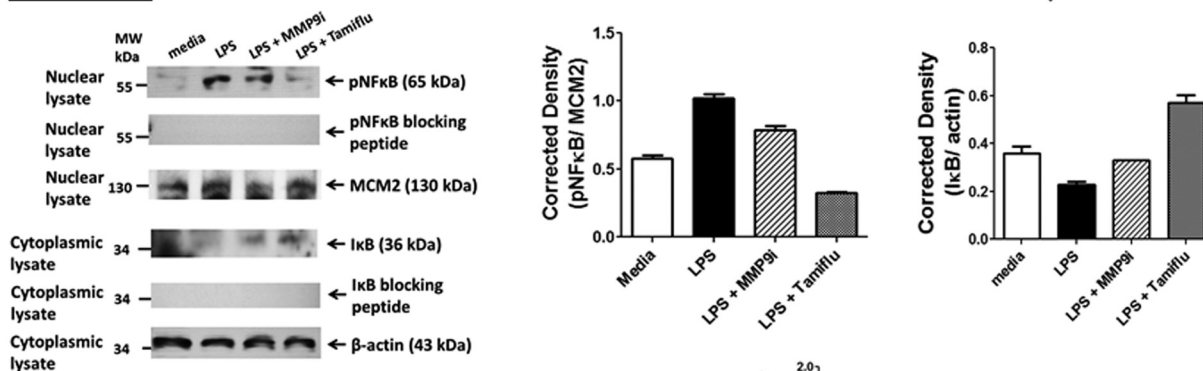 MW
kDa
media
LPS
LPS + MMP9i
LPS + Tamiflu
Nuclear
lysate
55
pNFκB (65 kDa)
Nuclear
lysate
55
pNFκB blocking
peptide
Nuclear
lysate
130
MCM2 (130 kDa)
Cytoplasmic
lysate
34
IκB (36 kDa)
Cytoplasmic
lysate
34
IκB blocking
peptide
Cytoplasmic
lysate
34
β-actin (43 kDa)
Corrected Density
(pNFκB/ MCM2)
1.5
1.0
0.5
0.0
Media
LPS
LPS + MMP9i
LPS + Tamiflu
Corrected Density
(IκB/ actin)
0.8
0.6
0.4
0.2
0.0
media
LPS
LPS + MMP9i
LPS + Tamiflu
2.0